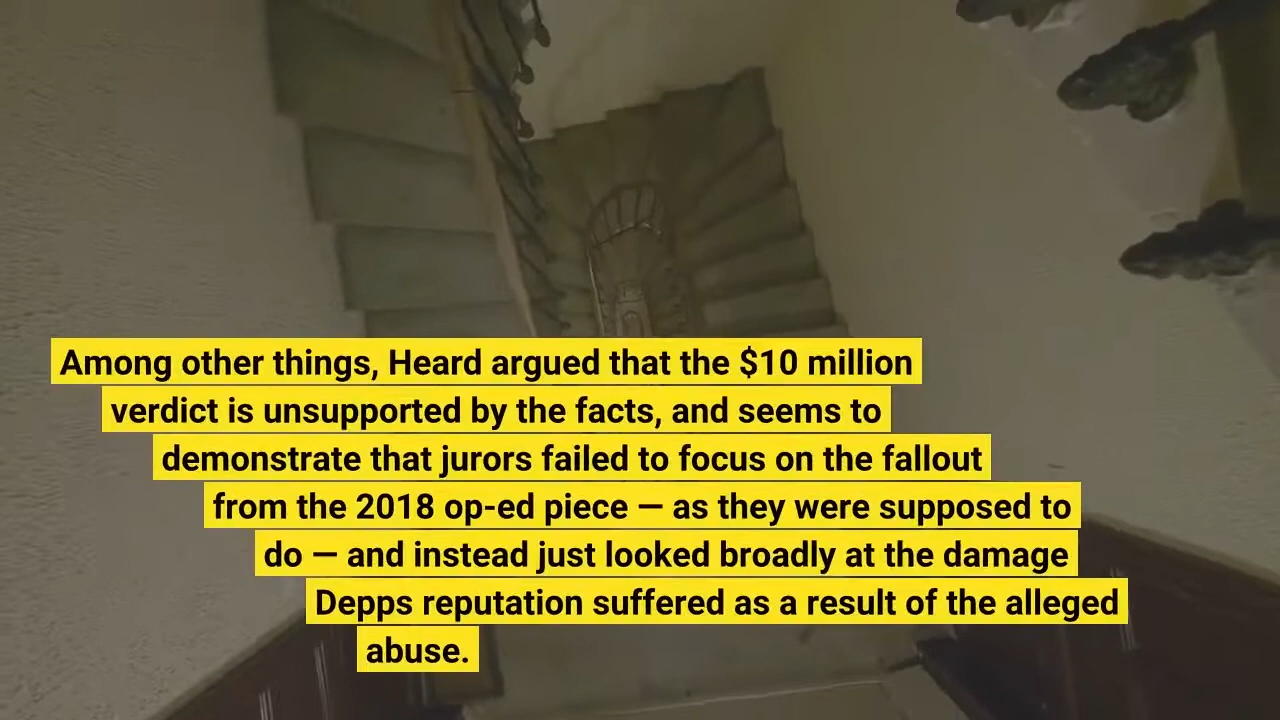 Among other things, Heard argued that the $10 million
verdict is unsupported by the facts, and seems to
demonstrate that jurors failed to focus on the fallout
from the 2018 op-ed piece — as they were supposed to
do — and instead just looked broadly at the damage
Depps reputation suffered as a result of the alleged
abuse.